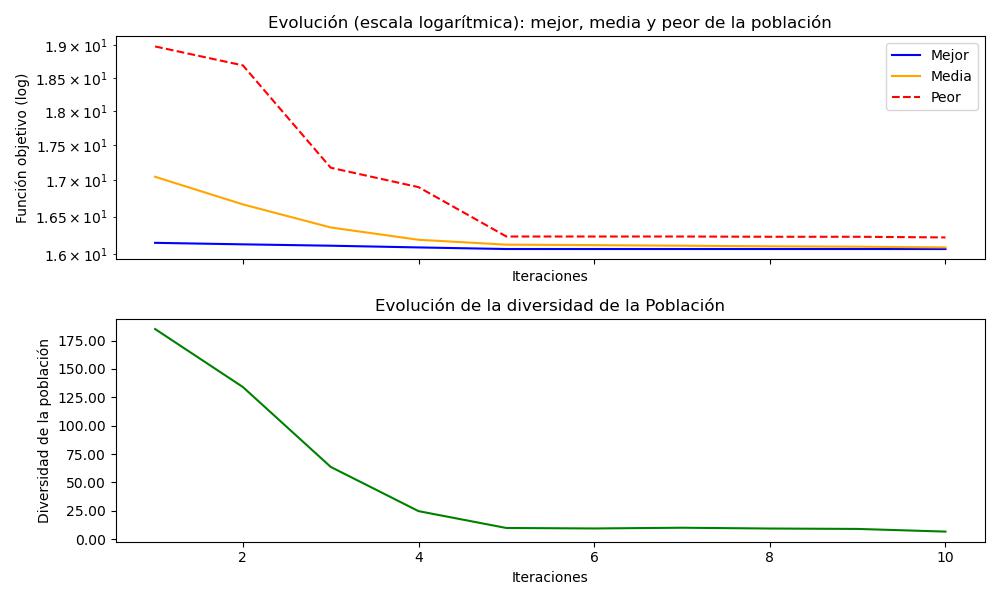 Evolución (escala logarítmica): mejor, media y peor de la población
Función objetivo (log)
1.9 × 10¹
1.85 × 10¹
1.8 × 10¹
1.75 × 10¹
1.7 × 10¹
1.65 × 10¹
1.6 × 10¹
Mejor
Media
Peor
Iteraciones
Evolución de la diversidad de la Población
Diversidad de la población
175.00
150.00
125.00
100.00
75.00
50.00
25.00
0.00
2 4 6 8 10
Iteraciones